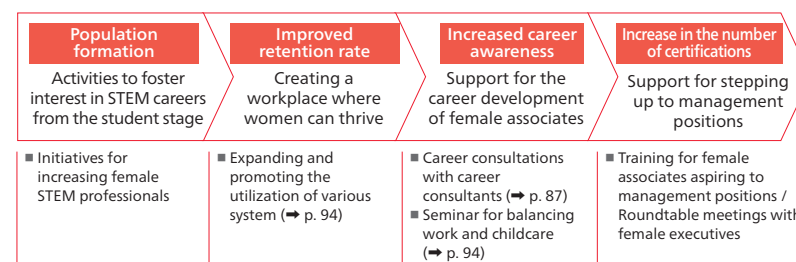 Population
formation
Activities to foster
interest in STEM careers
from the student stage
■ Initiatives for
increasing female
STEM professionals
Improved
retention rate
Creating a
workplace where
women can thrive
■ Expanding and
promoting the
utilization of various
system (➡ p. 94)
Increased career
awareness
Support for the
career development
of female associates
■ Career consultations
with career
consultants (➡ p. 87)
■ Seminar for balancing
work and childcare
(➡ p. 94)
Increase in the number
of certifications
Support for stepping
up to management
positions
■ Training for female
associates aspiring to
management positions /
Roundtable meetings with
female executives